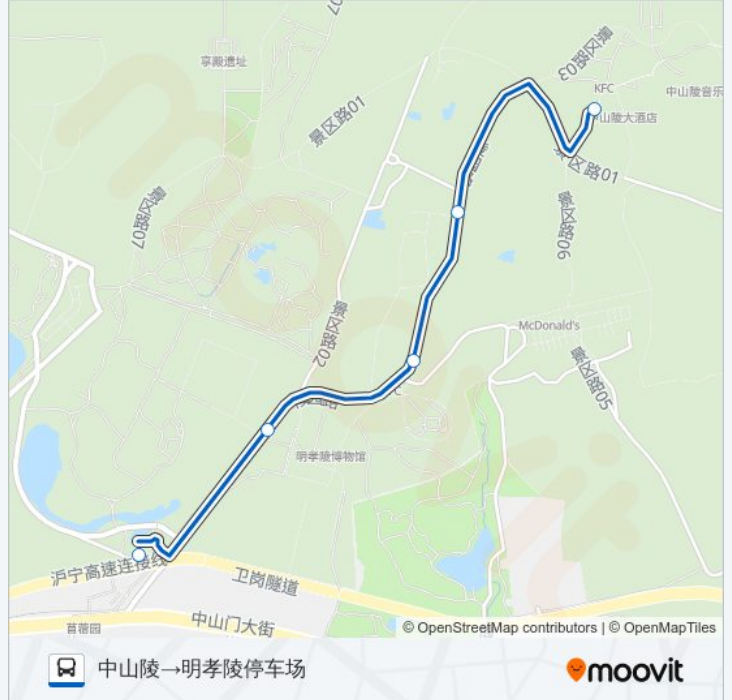 享殿遗址
景区路03
KFC
中山陵音乐
中山陵大酒店
景区路01
景区路01
景区路07
景区路06
景区路02
McDonald's
景区路05
明孝陵博物馆
沪宁高速连接线
卫岗隧道
中山门大街
苜蓿园
© OpenStreetMap contributors | © OpenMapTiles
中山陵→明孝陵停车场
moovit